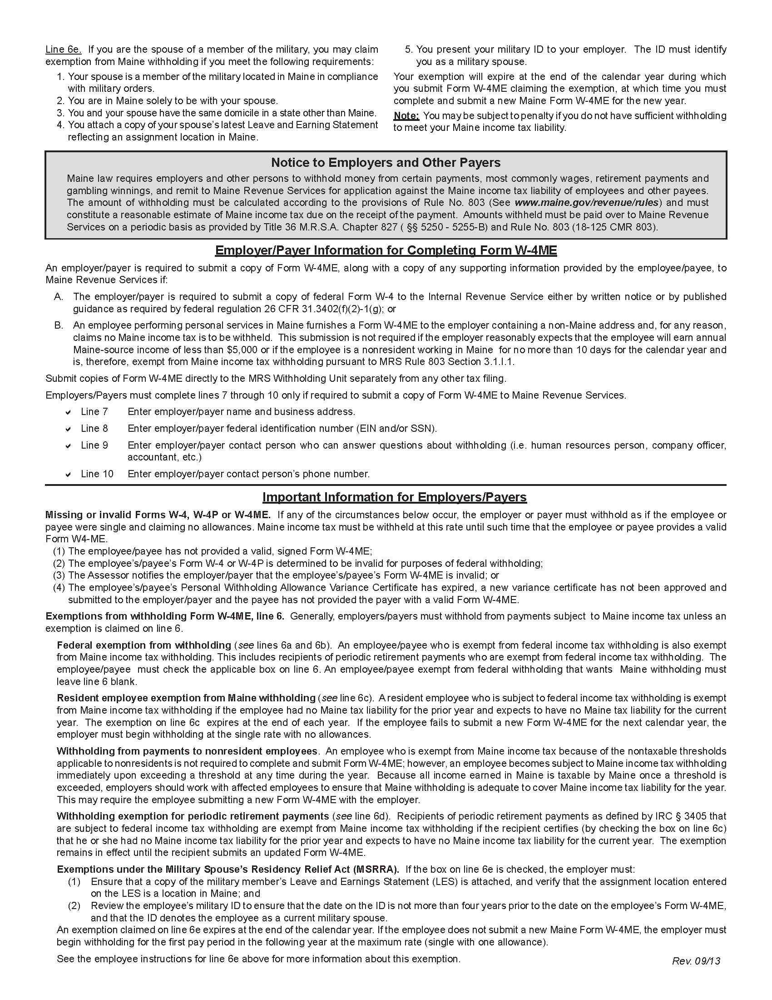 Line 6e.  If you are the spouse of a member of the military, you may claim
exemption from Maine withholding if you meet the following requirements:
1. Your spouse is a member of the military located in Maine in compliance
with military orders.
2. You are in Maine solely to be with your spouse.
3. You and your spouse have the same domicile in a state other than Maine.
4. You attach a copy of your spouse's latest Leave and Earning Statement
reflecting an assignment location in Maine.
5. You present your military ID to your employer.  The ID must identify
you as a military spouse.
Your exemption will expire at the end of the calendar year during which
you submit Form W-4ME claiming the exemption, at which time you must
complete and submit a new Maine Form W-4ME for the new year.
Note:  You may be subject to penalty if you do not have sufficient withholding
to meet your Maine income tax liability.
Notice to Employers and Other Payers
Maine law requires employers and other persons to withhold money from certain payments, most commonly wages, retirement payments and
gambling winnings, and remit to Maine Revenue Services for application against the Maine income tax liability of employees and other payees.
The amount of withholding must be calculated according to the provisions of Rule No. 803 (See www.maine.gov/revenue/rules) and must
constitute a reasonable estimate of Maine income tax due on the receipt of the payment.  Amounts withheld must be paid over to Maine Revenue
Services on a periodic basis as provided by Title 36 M.R.S.A. Chapter 827 ( §§ 5250 - 5255-B) and Rule No. 803 (18-125 CMR 803).
Employer/Payer Information for Completing Form W-4ME
An employer/payer is required to submit a copy of Form W-4ME, along with a copy of any supporting information provided by the employee/payee, to
Maine Revenue Services if:
A. The employer/payer is required to submit a copy of federal Form W-4 to the Internal Revenue Service either by written notice or by published
guidance as required by federal regulation 26 CFR 31.3402(f)(2)-1(g); or
B. An employee performing personal services in Maine furnishes a Form W-4ME to the employer containing a non-Maine address and, for any reason,
claims no Maine income tax is to be withheld.  This submission is not required if the employer reasonably expects that the employee will earn annual
Maine-source income of less than $5,000 or if the employee is a nonresident working in Maine  for no more than 10 days for the calendar year and
is, therefore, exempt from Maine income tax withholding pursuant to MRS Rule 803 Section 3.1.I.1.
Submit copies of Form W-4ME directly to the MRS Withholding Unit separately from any other tax filing.
Employers/Payers must complete lines 7 through 10 only if required to submit a copy of Form W-4ME to Maine Revenue Services.
Line 7 Enter employer/payer name and business address.
Line 8 Enter employer/payer federal identification number (EIN and/or SSN).
Line 9 Enter employer/payer contact person who can answer questions about withholding (i.e. human resources person, company officer,
accountant, etc.)
Line 10 Enter employer/payer contact person's phone number.
Important Information for Employers/Payers
Missing or invalid Forms W-4, W-4P or W-4ME.  If any of the circumstances below occur, the employer or payer must withhold as if the employee or
payee were single and claiming no allowances. Maine income tax must be withheld at this rate until such time that the employee or payee provides a valid
Form W4-ME.
(1) The employee/payee has not provided a valid, signed Form W-4ME;
(2) The employee's/payee's Form W-4 or W-4P is determined to be invalid for purposes of federal withholding;
(3) The Assessor notifies the employer/payer that the employee's/payee's Form W-4ME is invalid; or
(4) The employee's/payee's Personal Withholding Allowance Variance Certificate has expired, a new variance certificate has not been approved and
submitted to the employer/payer and the payee has not provided the payer with a valid Form W-4ME.
Exemptions from withholding Form W-4ME, line 6.  Generally, employers/payers must withhold from payments subject  to Maine income tax unless an
exemption is claimed on line 6.
Federal exemption from withholding (see lines 6a and 6b).  An employee/payee who is exempt from federal income tax withholding is also exempt
from Maine income tax withholding. This includes recipients of periodic retirement payments who are exempt from federal income tax withholding.  The
employee/payee  must check the applicable box on line 6. An employee/payee exempt from federal withholding that wants  Maine withholding must
leave line 6 blank.
Resident employee exemption from Maine withholding (see line 6c).  A resident employee who is subject to federal income tax withholding is exempt
from Maine income tax withholding if the employee had no Maine tax liability for the prior year and expects to have no Maine tax liability for the current
year.  The exemption on line 6c  expires at the end of each year.  If the employee fails to submit a new Form W-4ME for the next calendar year, the
employer must begin withholding at the single rate with no allowances.
Withholding from payments to nonresident employees.  An employee who is exempt from Maine income tax because of the nontaxable thresholds
applicable to nonresidents is not required to complete and submit Form W-4ME; however, an employee becomes subject to Maine income tax withholding
immediately upon exceeding a threshold at any time during the year.  Because all income earned in Maine is taxable by Maine once a threshold is
exceeded, employers should work with affected employees to ensure that Maine withholding is adequate to cover Maine income tax liability for the year.
This may require the employee submitting a new Form W-4ME with the employer.
Withholding exemption for periodic retirement payments (see line 6d).  Recipients of periodic retirement payments as defined by IRC § 3405 that
are subject to federal income tax withholding are exempt from Maine income tax withholding if the recipient certifies (by checking the box on line 6c)
that he or she had no Maine income tax liability for the prior year and expects to have no Maine income tax liability for the current year.  The exemption
remains in effect until the recipient submits an updated Form W-4ME.
Exemptions under the Military Spouse's Residency Relief Act (MSRRA).  If the box on line 6e is checked, the employer must:
(1) Ensure that a copy of the military member's Leave and Earnings Statement (LES) is attached, and verify that the assignment location entered
on the LES is a location in Maine; and
(2) Review the employee's military ID to ensure that the date on the ID is not more than four years prior to the date on the employee's Form W-4ME,
and that the ID denotes the employee as a current military spouse.
An exemption claimed on line 6e expires at the end of the calendar year. If the employee does not submit a new Maine Form W-4ME, the employer must
begin withholding for the first pay period in the following year at the maximum rate (single with one allowance).
See the employee instructions for line 6e above for more information about this exemption.
Rev. 09/13